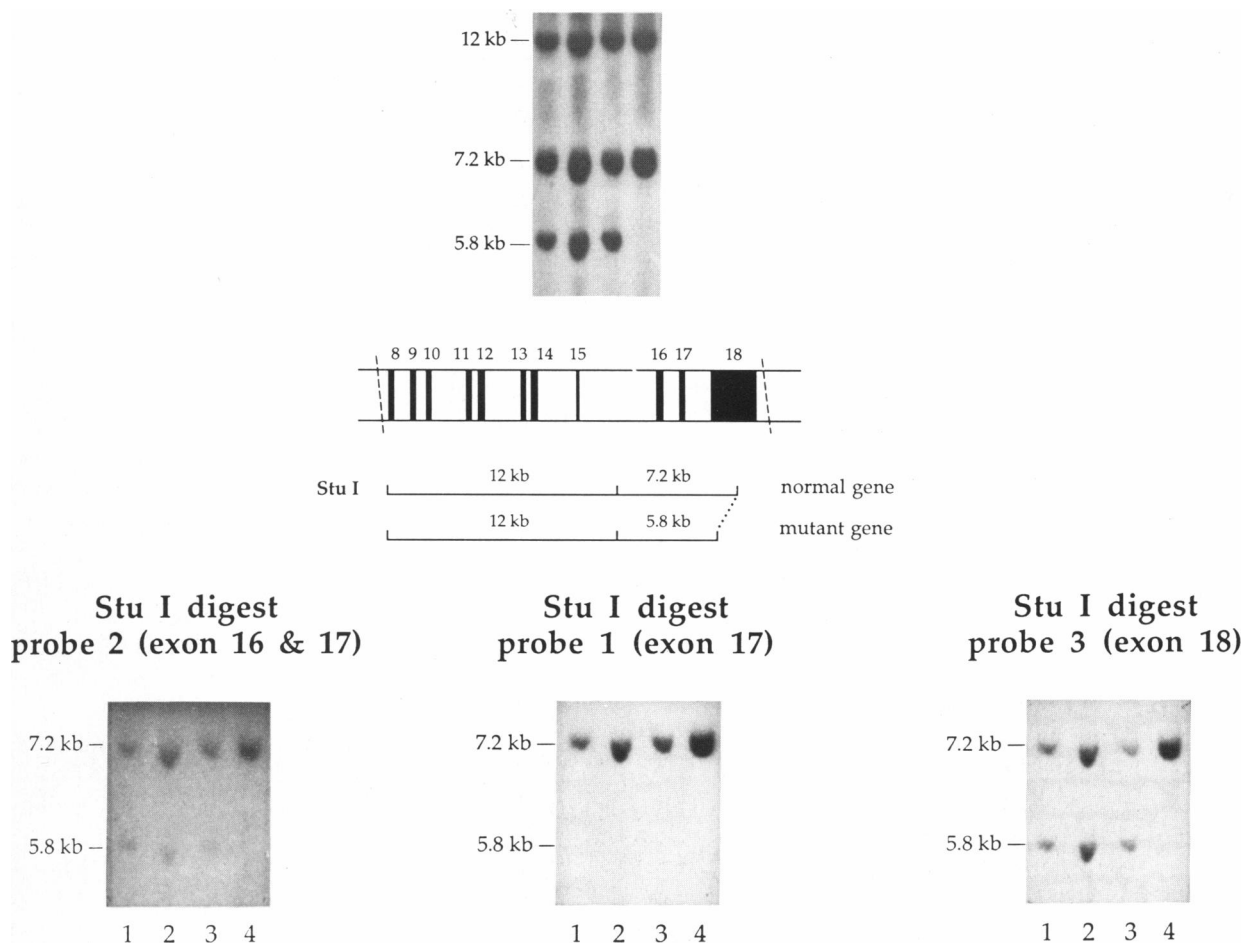 12 kb
7.2 kb
5.8 kb
8 9 10 11 12 13 14 15 16 17 18
12 kb 7.2 kb
Stu I normal gene
12 kb 5.8 kb
mutant gene
Stu I digest
probe 2 (exon 16 & 17)
7.2 kb
5.8 kb
1 2 3 4
Stu I digest
probe 1 (exon 17)
7.2 kb
5.8 kb
1 2 3 4
Stu I digest
probe 3 (exon 18)
7.2 kb
5.8 kb
1 2 3 4